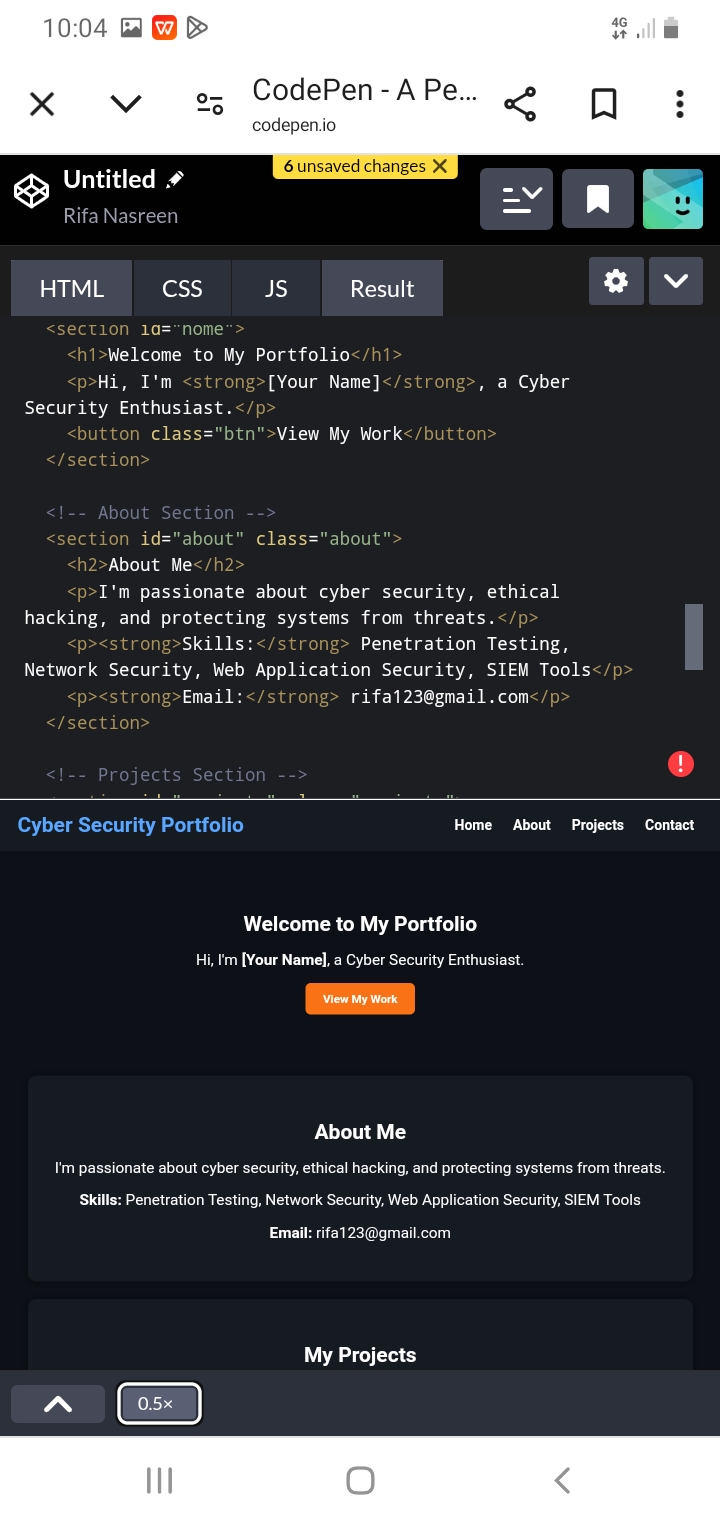 10:04
4G
CodePen - A Pe...
codepen.io
6 unsaved changes
Untitled
Rifa Nasreen
HTML CSS JS Result
<section id="home">
<h1>Welcome to My Portfolio</h1>
<p>Hi, I'm <strong>[Your Name]</strong>, a Cyber
Security Enthusiast.</p>
<button class="btn">View My Work</button>
</section>
<!-- About Section -->
<section id="about" class="about">
<h2>About Me</h2>
<p>I'm passionate about cyber security, ethical
hacking, and protecting systems from threats.</p>
<p><strong>Skills:</strong> Penetration Testing,
Network Security, Web Application Security, SIEM Tools</p>
<p><strong>Email:</strong> rifa123@gmail.com</p>
</section>
<!-- Projects Section -->
Cyber Security Portfolio
Home About Projects Contact
Welcome to My Portfolio
Hi, I'm [Your Name], a Cyber Security Enthusiast.
View My Work
About Me
I'm passionate about cyber security, ethical hacking, and protecting systems from threats.
Skills: Penetration Testing, Network Security, Web Application Security, SIEM Tools
Email: rifa123@gmail.com
My Projects
0.5×